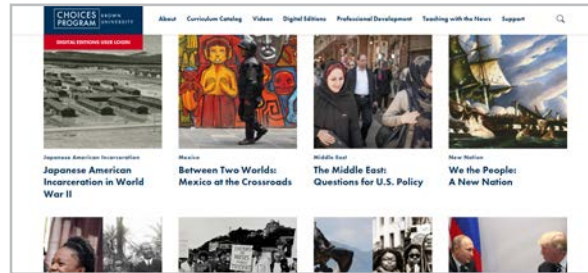 CHOICES PROGRAM BROWN UNIVERSITY
About Curriculum Catalog Videos Digital Editions Professional Development Teaching with the News Support
DIGITAL EDITIONS USER LOGIN
Japanese American Incarceration
Japanese American
Incarceration in World
War II
Mexico
Between Two Worlds:
Mexico at the Crossroads
Middle East
The Middle East:
Questions for U.S. Policy
New Nation
We the People:
A New Nation